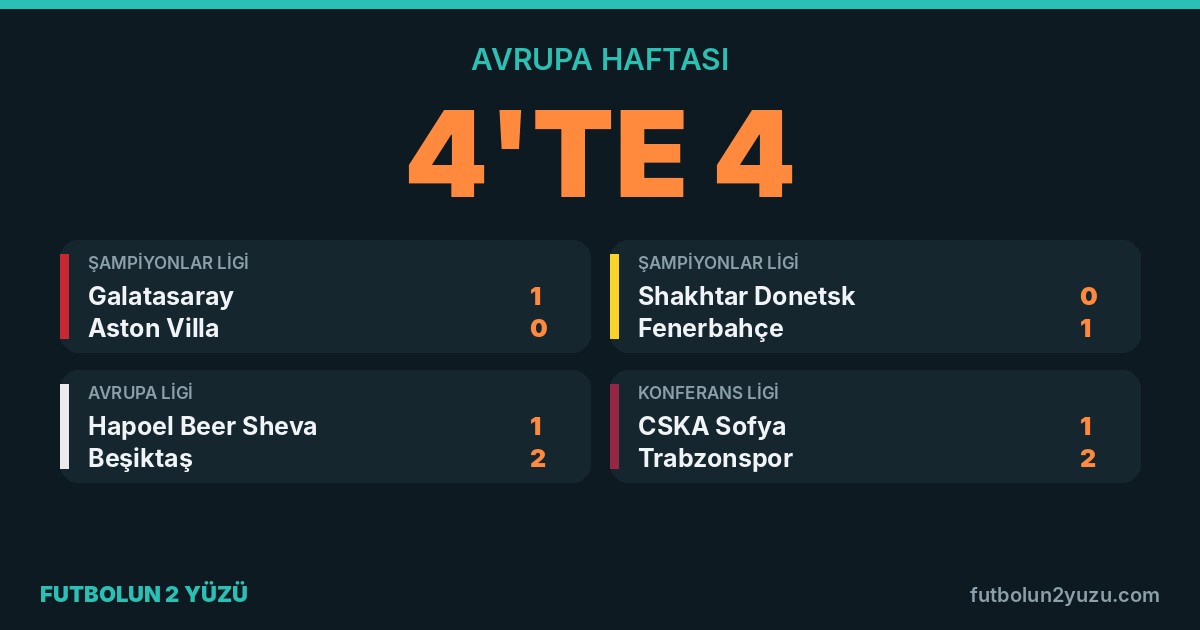 AVRUPA HAFTASI
4'TE 4
ŞAMPİYONLAR LİGİ
Galatasaray 1
Aston Villa 0
ŞAMPİYONLAR LİGİ
Shakhtar Donetsk 0
Fenerbahçe 1
AVRUPA LİGİ
Hapoel Beer Sheva 1
Beşiktaş 2
KONFERANS LİGİ
CSKA Sofya 1
Trabzonspor 2
FUTBOLUN 2 YÜZÜ
futbolun2yuzu.com